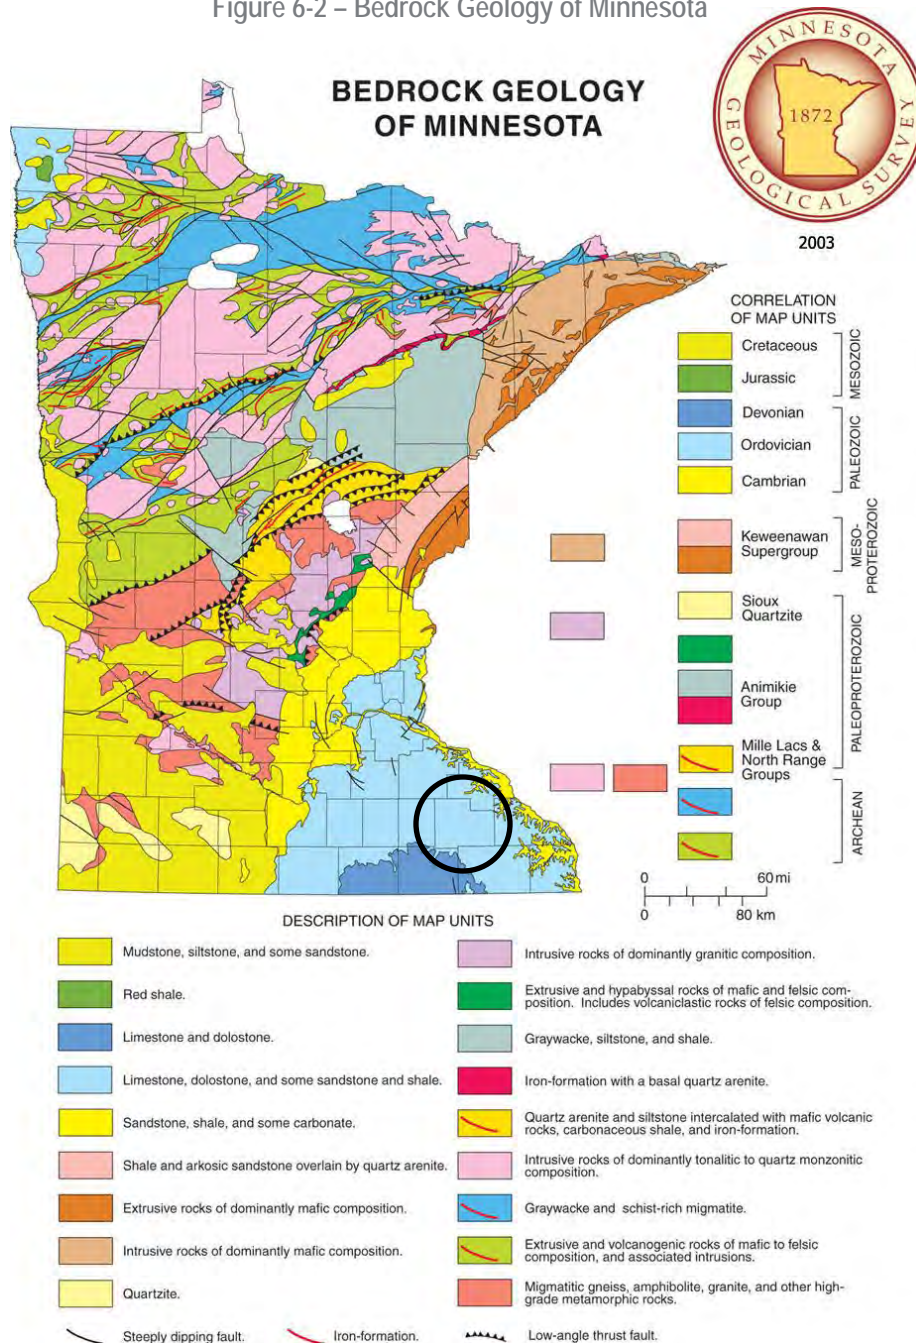 Figure 6-2 – Bedrock Geology of Minnesota
BEDROCK GEOLOGY
OF MINNESOTA
MINNESOTA
GEOLOGICAL SURVEY
1872
2003
CORRELATION
OF MAP UNITS
Cretaceous
Jurassic
MESOZOIC
Devonian
Ordovician
Cambrian
PALEOZOIC
Keweenawan
Supergroup
MESO-
PROTEROZOIC
Sioux
Quartzite
Animikie
Group
Mille Lacs &
North Range
Groups
PALEOPROTEROZOIC
ARCHEAN
0 60 mi
0 80 km
DESCRIPTION OF MAP UNITS
Mudstone, siltstone, and some sandstone.
Red shale.
Limestone and dolostone.
Limestone, dolostone, and some sandstone and shale.
Sandstone, shale, and some carbonate.
Shale and arkosic sandstone overlain by quartz arenite.
Extrusive rocks of dominantly mafic composition.
Intrusive rocks of dominantly mafic composition.
Quartzite.
Intrusive rocks of dominantly granitic composition.
Extrusive and hypabyssal rocks of mafic and felsic com-
position. Includes volcaniclastic rocks of felsic composition.
Graywacke, siltstone, and shale.
Iron-formation with a basal quartz arenite.
Quartz arenite and siltstone intercalated with mafic volcanic
rocks, carbonaceous shale, and iron-formation.
Intrusive rocks of dominantly tonalitic to quartz monzonitic
composition.
Graywacke and schist-rich migmatite.
Extrusive and volcanogenic rocks of mafic to felsic
composition, and associated intrusions.
Migmatitic gneiss, amphibolite, granite, and other high-
grade metamorphic rocks.
Steeply dipping fault.
Iron-formation.
Low-angle thrust fault.